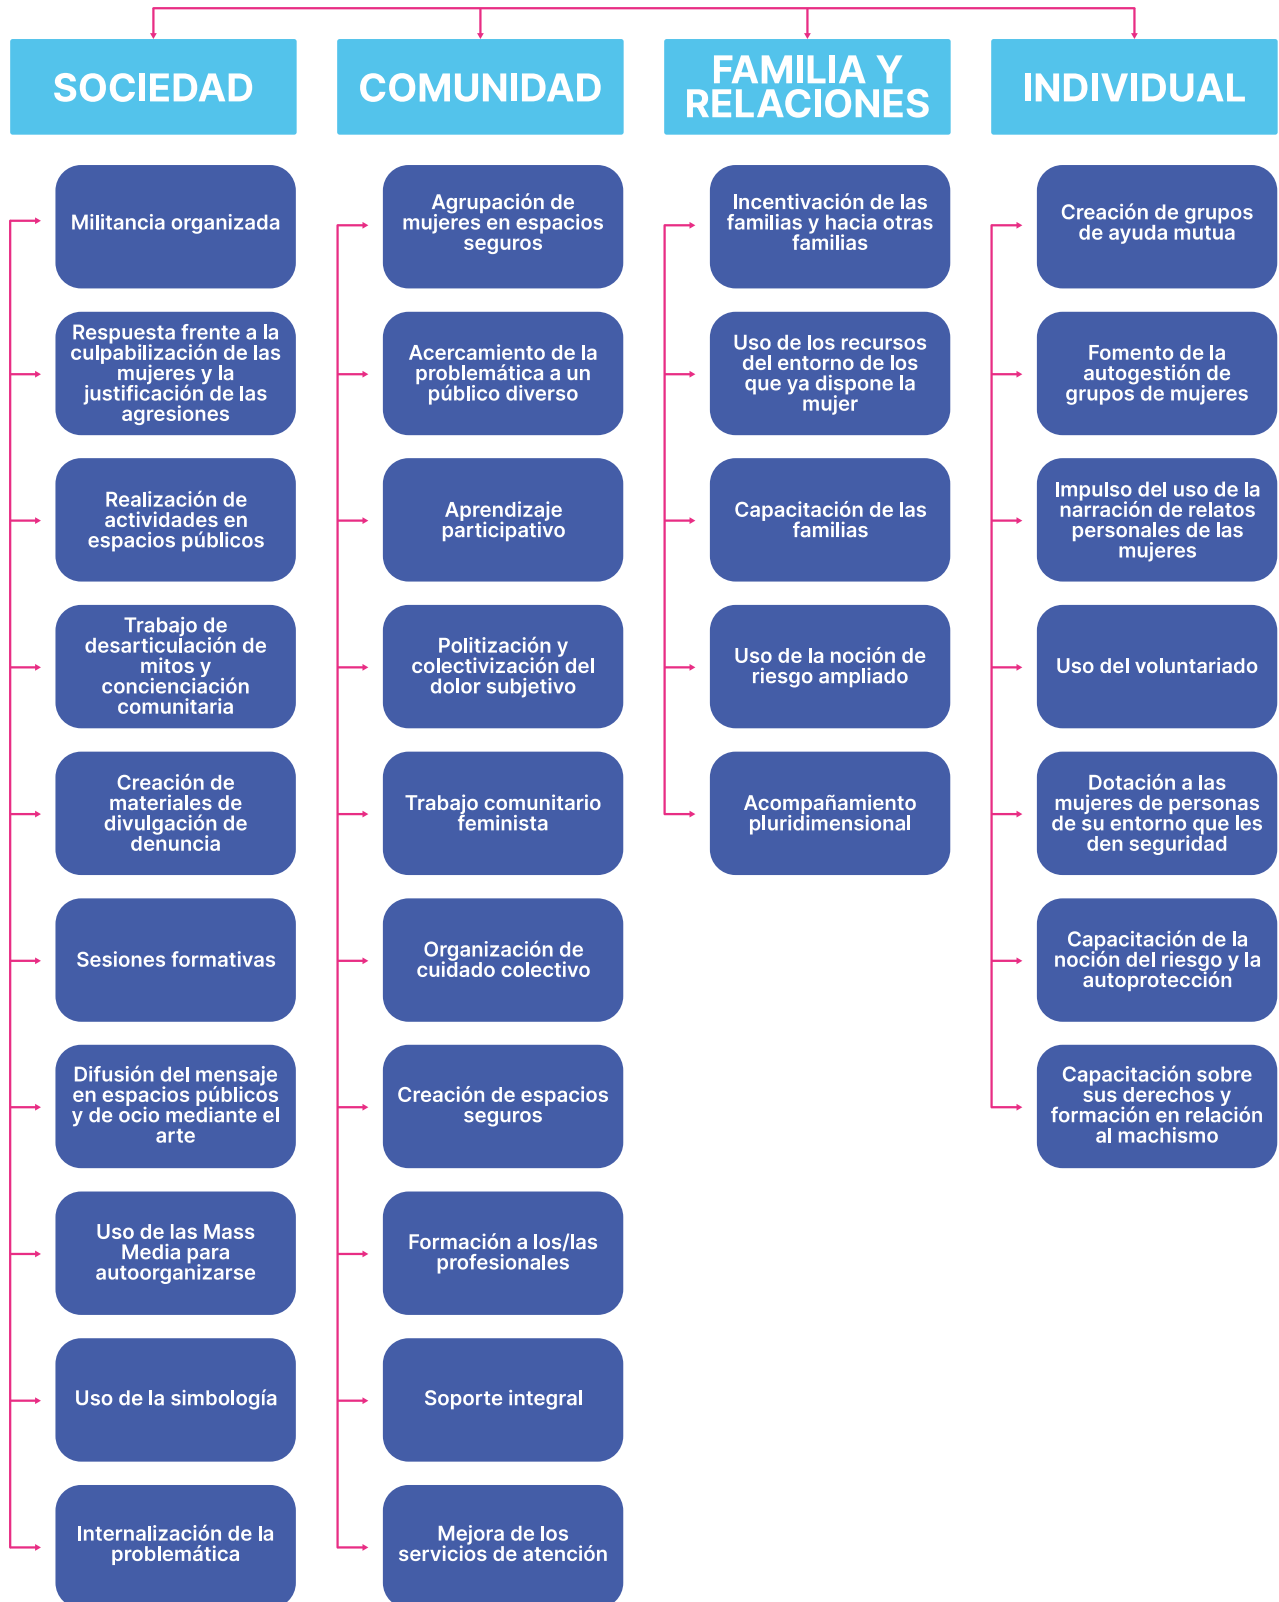 SOCIEDAD
Militancia organizada
Respuesta frente a la
culpabilización de las
mujeres y la
justificación de las
agresiones
Realización de
actividades en
espacios públicos
Trabajo de
desarticulación de
mitos y
concienciación
comunitaria
Creación de
materiales de
divulgación de
denuncia
Sesiones formativas
Difusión del mensaje
en espacios públicos
y de ocio mediante el
arte
Uso de las Mass
Media para
autoorganizarse
Uso de la simbología
Internalización de la
problemática
COMUNIDAD
Agrupación de
mujeres en espacios
seguros
Acercamiento de la
problemática a un
público diverso
Aprendizaje
participativo
Politización y
colectivización del
dolor subjetivo
Trabajo comunitario
feminista
Organización de
cuidado colectivo
Creación de espacios
seguros
Formación a los/las
profesionales
Soporte integral
Mejora de los
servicios de atención
FAMILIA Y
RELACIONES
Incentivación de las
familias y hacia otras
familias
Uso de los recursos
del entorno de los
que ya dispone la
mujer
Capacitación de las
familias
Uso de la noción de
riesgo ampliado
Acompañamiento
pluridimensional
INDIVIDUAL
Creación de grupos
de ayuda mutua
Fomento de la
autogestión de
grupos de mujeres
Impulso del uso de la
narración de relatos
personales de las
mujeres
Uso del voluntariado
Dotación a las
mujeres de personas
de su entorno que les
den seguridad
Capacitación de la
noción del riesgo y la
autoprotección
Capacitación sobre
sus derechos y
formación en relación
al machismo